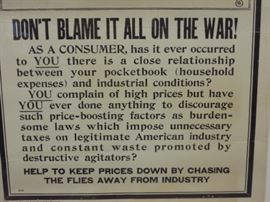 DON'T BLAME IT ALL ON THE WAR!
AS A CONSUMER, has it ever occurred
to YOU there is a close relationship
between your pocketbook (household
expenses) and industrial conditions?
YOU complain of high prices but have
YOU ever done anything to discourage
such price-boosting factors as burden-
some laws which impose unnecessary
taxes on legitimate American industry
and constant waste promoted by
destructive agitators?
HELP TO KEEP PRICES DOWN BY CHASING
THE FLIES AWAY FROM INDUSTRY